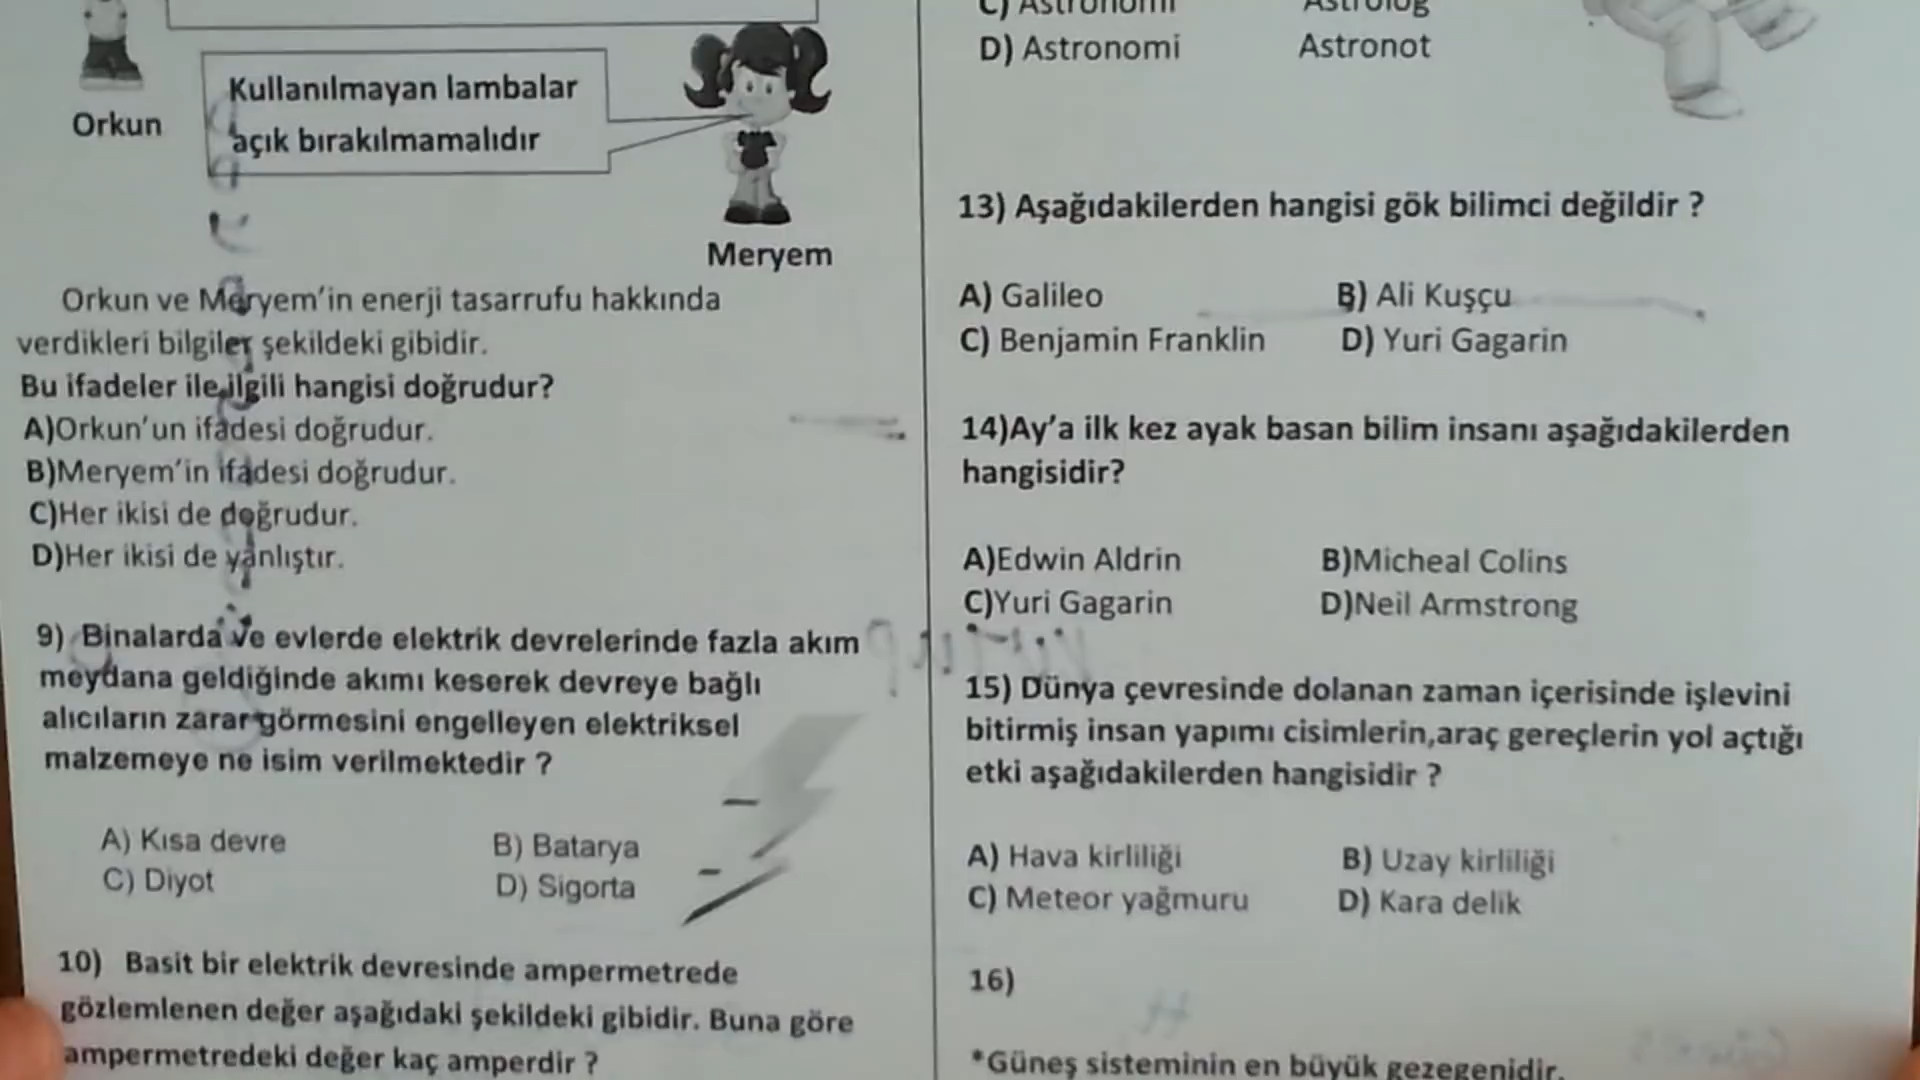 Orkun
Kullanılmayan lambalar
açık bırakılmamalıdır
Meryem
Orkun ve Meryem'in enerji tasarrufu hakkında
verdikleri bilgiler şekildeki gibidir.
Bu ifadeler ile ilgili hangisi doğrudur?
A)Orkun'un ifadesi doğrudur.
B)Meryem'in ifadesi doğrudur.
C)Her ikisi de doğrudur.
D)Her ikisi de yanlıştır.
9) Binalarda ve evlerde elektrik devrelerinde fazla akım
meydana geldiğinde akımı keserek devreye bağlı
alıcıların zarar görmesini engelleyen elektriksel
malzemeye ne isim verilmektedir ?
A) Kısa devre B) Batarya
C) Diyot D) Sigorta
10) Basit bir elektrik devresinde ampermetrede
gözlemlenen değer aşağıdaki şekildeki gibidir. Buna göre
ampermetredeki değer kaç amperdir ?
C) Astronomi Astrolog
D) Astronomi Astronot
13) Aşağıdakilerden hangisi gök bilimci değildir ?
A) Galileo B) Ali Kuşçu
C) Benjamin Franklin D) Yuri Gagarin
14)Ay'a ilk kez ayak basan bilim insanı aşağıdakilerden
hangisidir?
A)Edwin Aldrin B)Micheal Colins
C)Yuri Gagarin D)Neil Armstrong
15) Dünya çevresinde dolanan zaman içerisinde işlevini
bitirmiş insan yapımı cisimlerin,araç gereçlerin yol açtığı
etki aşağıdakilerden hangisidir ?
A) Hava kirliliği B) Uzay kirliliği
C) Meteor yağmuru D) Kara delik
16)
*Güneş sisteminin en büyük gezegenidir.